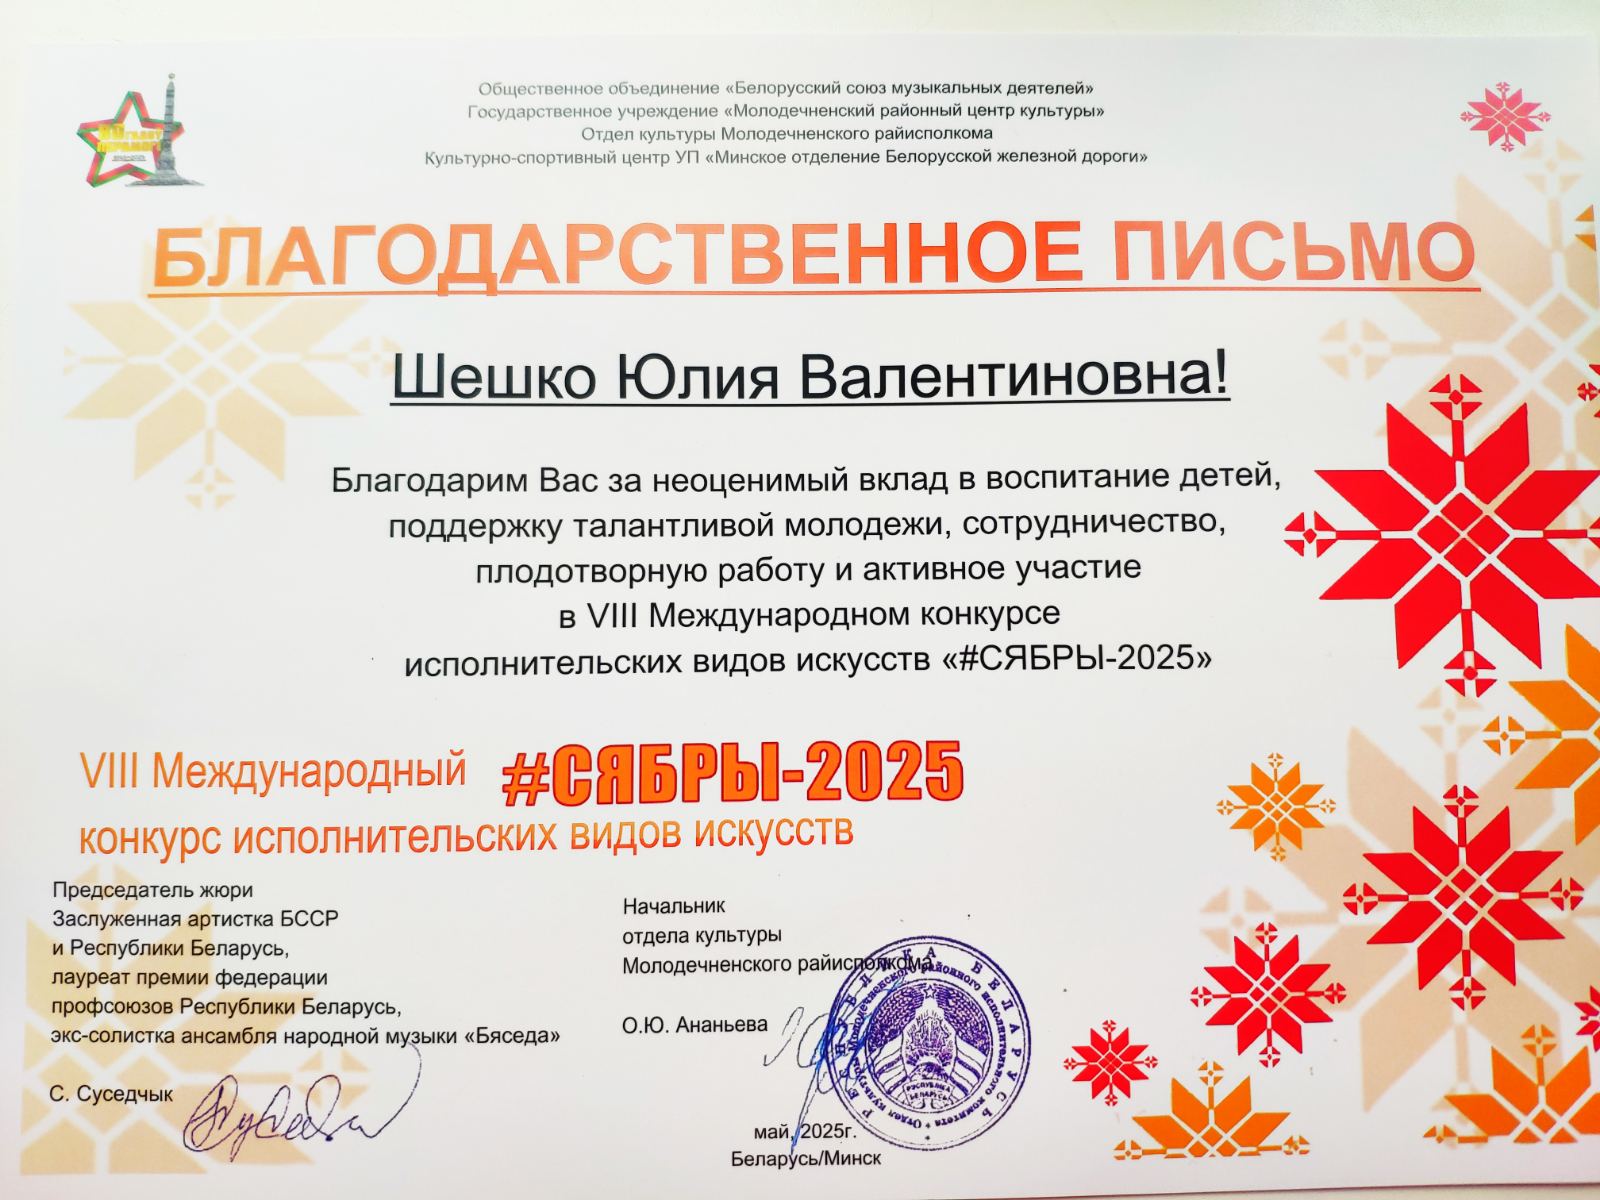 Общественное объединение «Белорусский союз музыкальных деятелей»
Государственное учреждение «Молодечненский районный центр культуры»
Отдел культуры Молодечненского райисполкома
Культурно-спортивный центр УП «Минское отделение Белорусской железной дороги»
БЛАГОДАРСТВЕННОЕ ПИСЬМО
Шешко Юлия Валентиновна!
Благодарим Вас за неоценимый вклад в воспитание детей,
поддержку талантливой молодежи, сотрудничество,
плодотворную работу и активное участие
в VIII Международном конкурсе
исполнительских видов искусств «#СЯБРЫ-2025»
VIII Международный #СЯБРЫ-2025
конкурс исполнительских видов искусств
Председатель жюри
Заслуженная артистка БССР
и Республики Беларусь,
лауреат премии федерации
профсоюзов Республики Беларусь,
экс-солистка ансамбля народной музыки «Бяседа»
С. Суседчык
Начальник
отдела культуры
Молодечненского райисполкома
О.Ю. Ананьева
РЭСПУБЛІКА БЕЛАРУСЬ
май, 2025г.
Беларусь/Минск